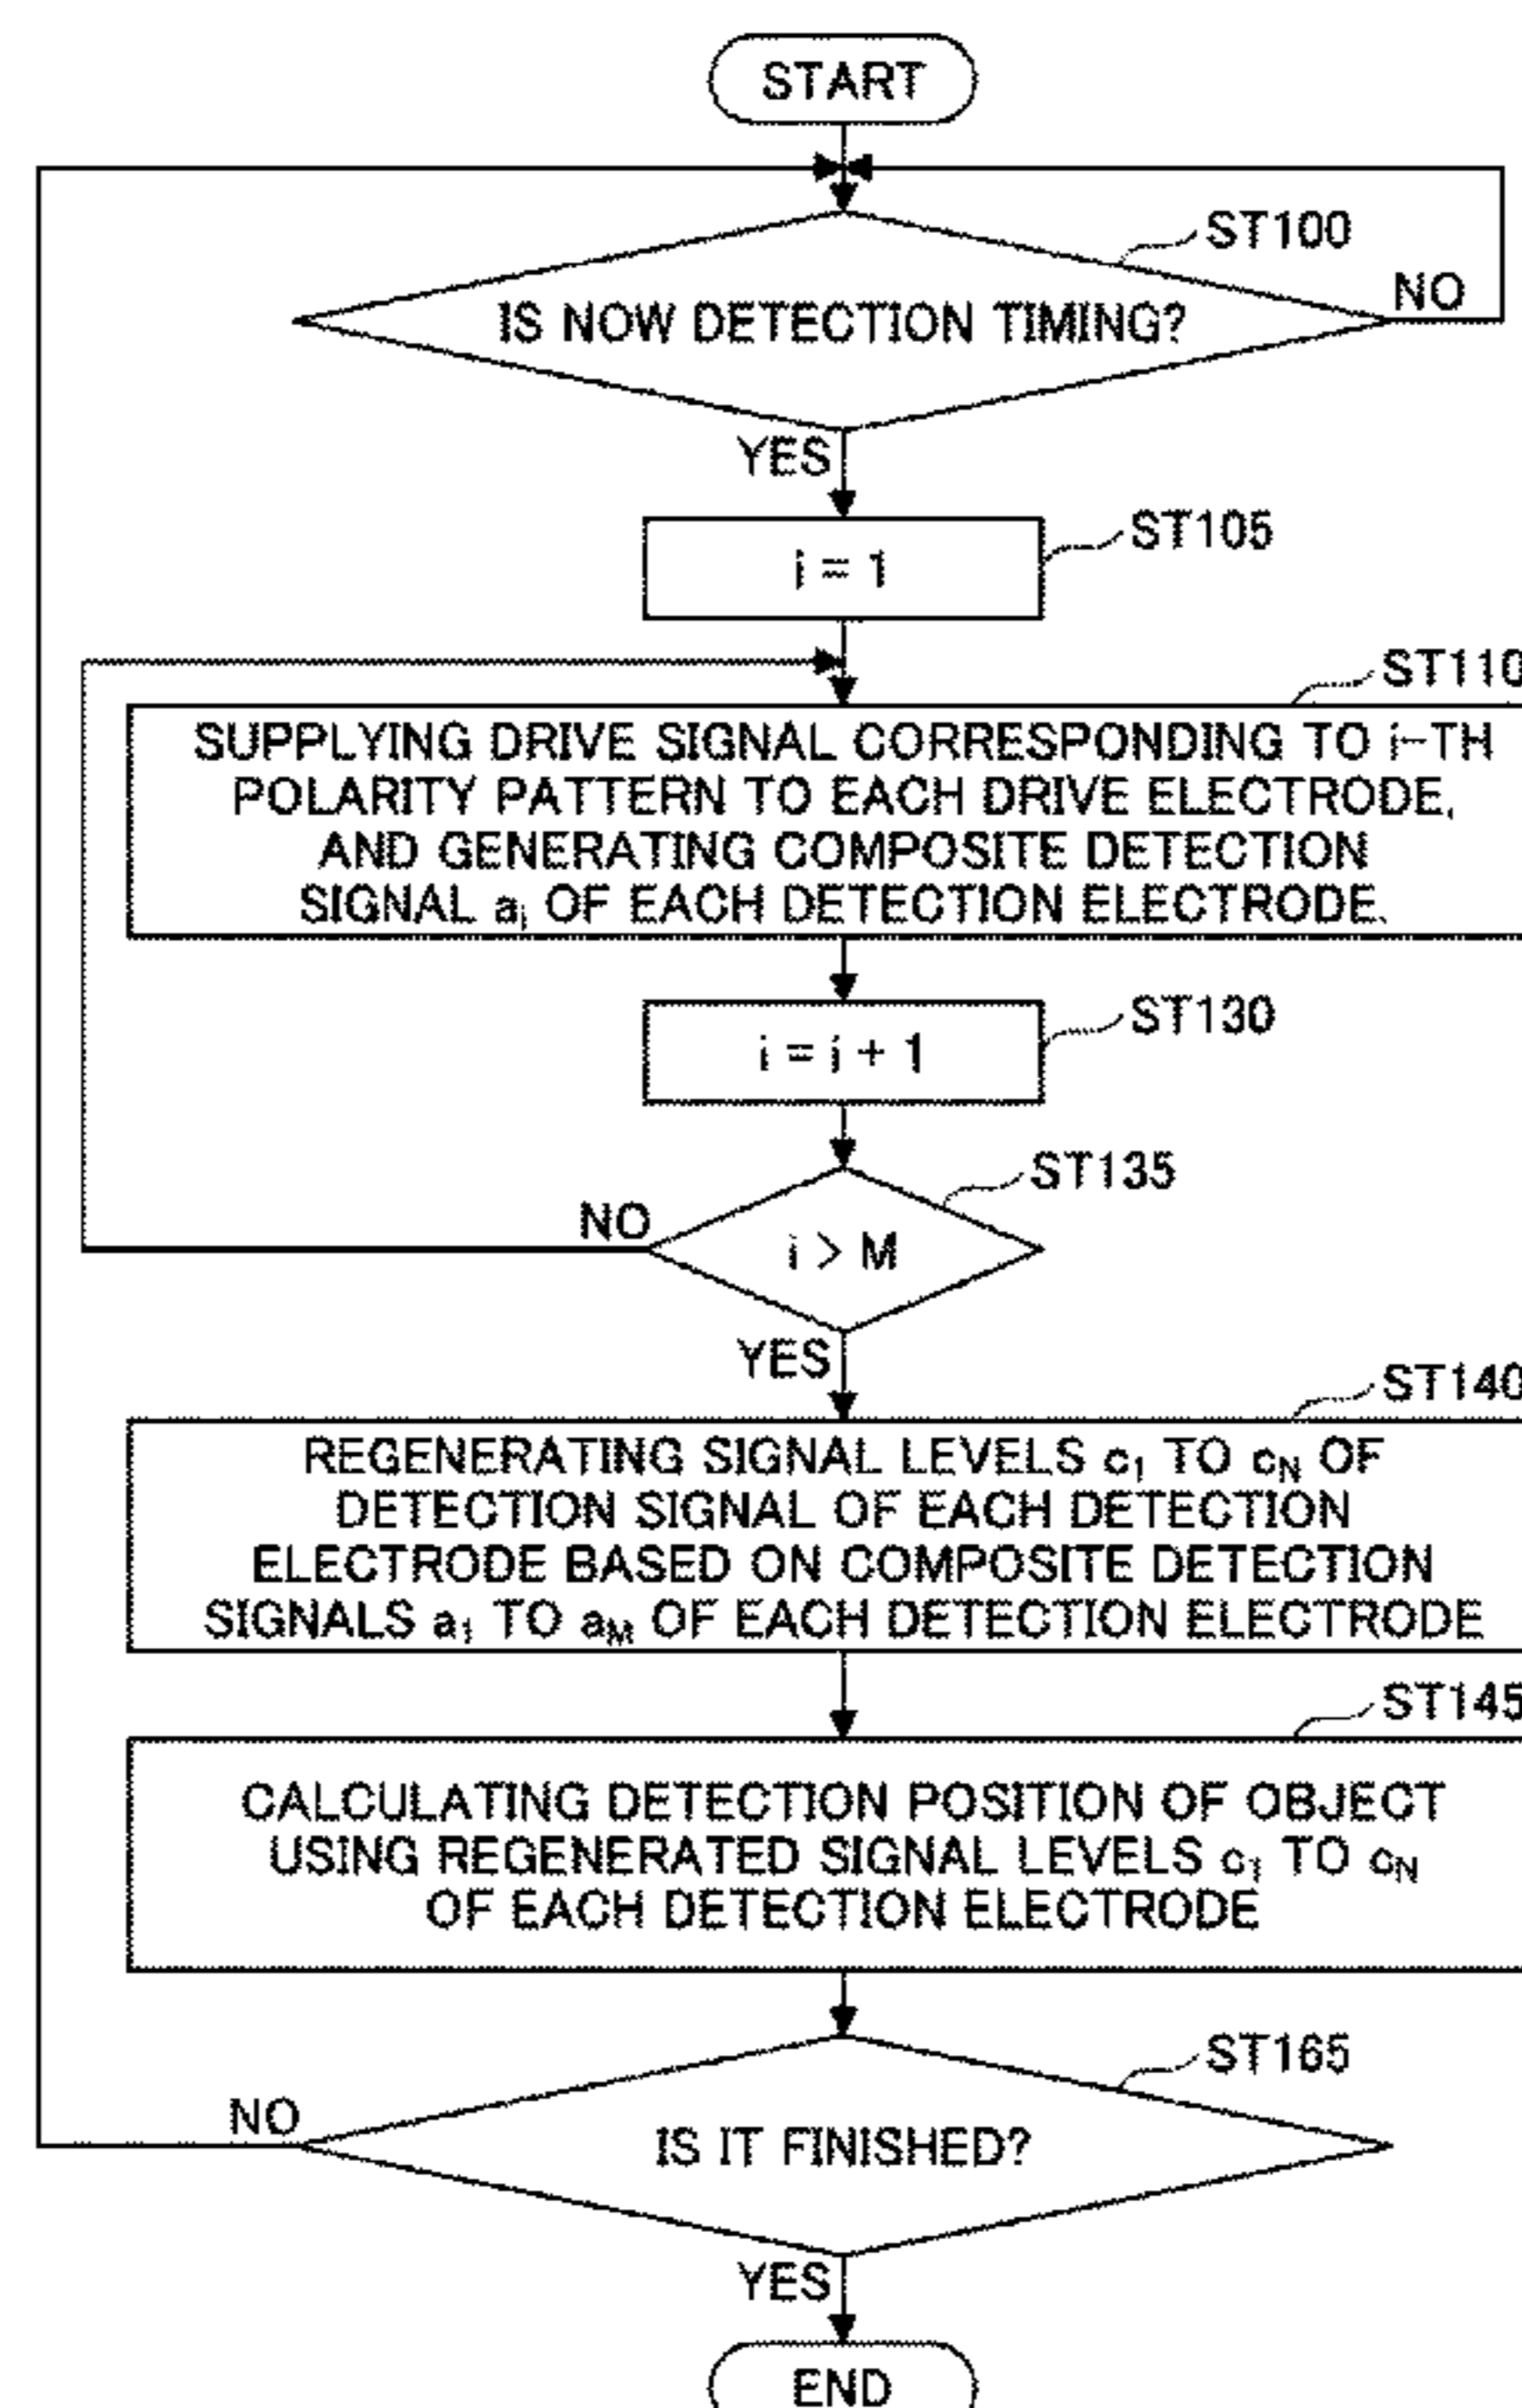 START
ST100
IS NOW DETECTION TIMING?
NO
YES
ST105
i = 1
ST110
SUPPLYING DRIVE SIGNAL CORRESPONDING TO i-TH
POLARITY PATTERN TO EACH DRIVE ELECTRODE,
AND GENERATING COMPOSITE DETECTION
SIGNAL aᵢ OF EACH DETECTION ELECTRODE.
ST130
i = i + 1
ST135
NO
i > M
YES
ST140
REGENERATING SIGNAL LEVELS c₁ TO c_N OF
DETECTION SIGNAL OF EACH DETECTION
ELECTRODE BASED ON COMPOSITE DETECTION
SIGNALS a₁ TO a_M OF EACH DETECTION ELECTRODE
ST145
CALCULATING DETECTION POSITION OF OBJECT
USING REGENERATED SIGNAL LEVELS c₁ TO c_N
OF EACH DETECTION ELECTRODE
ST165
NO
IS IT FINISHED?
YES
END